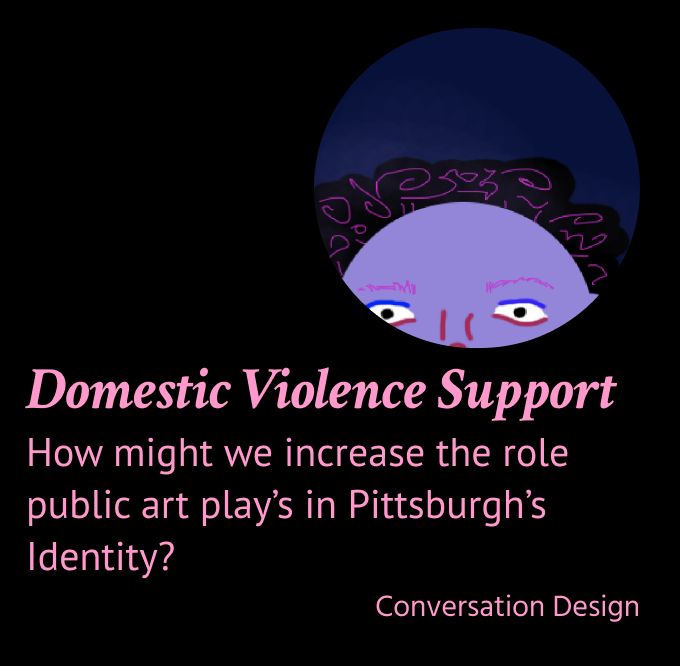 Domestic Violence Support
How might we increase the role
public art play’s in Pittsburgh’s
Identity?
Conversation Design